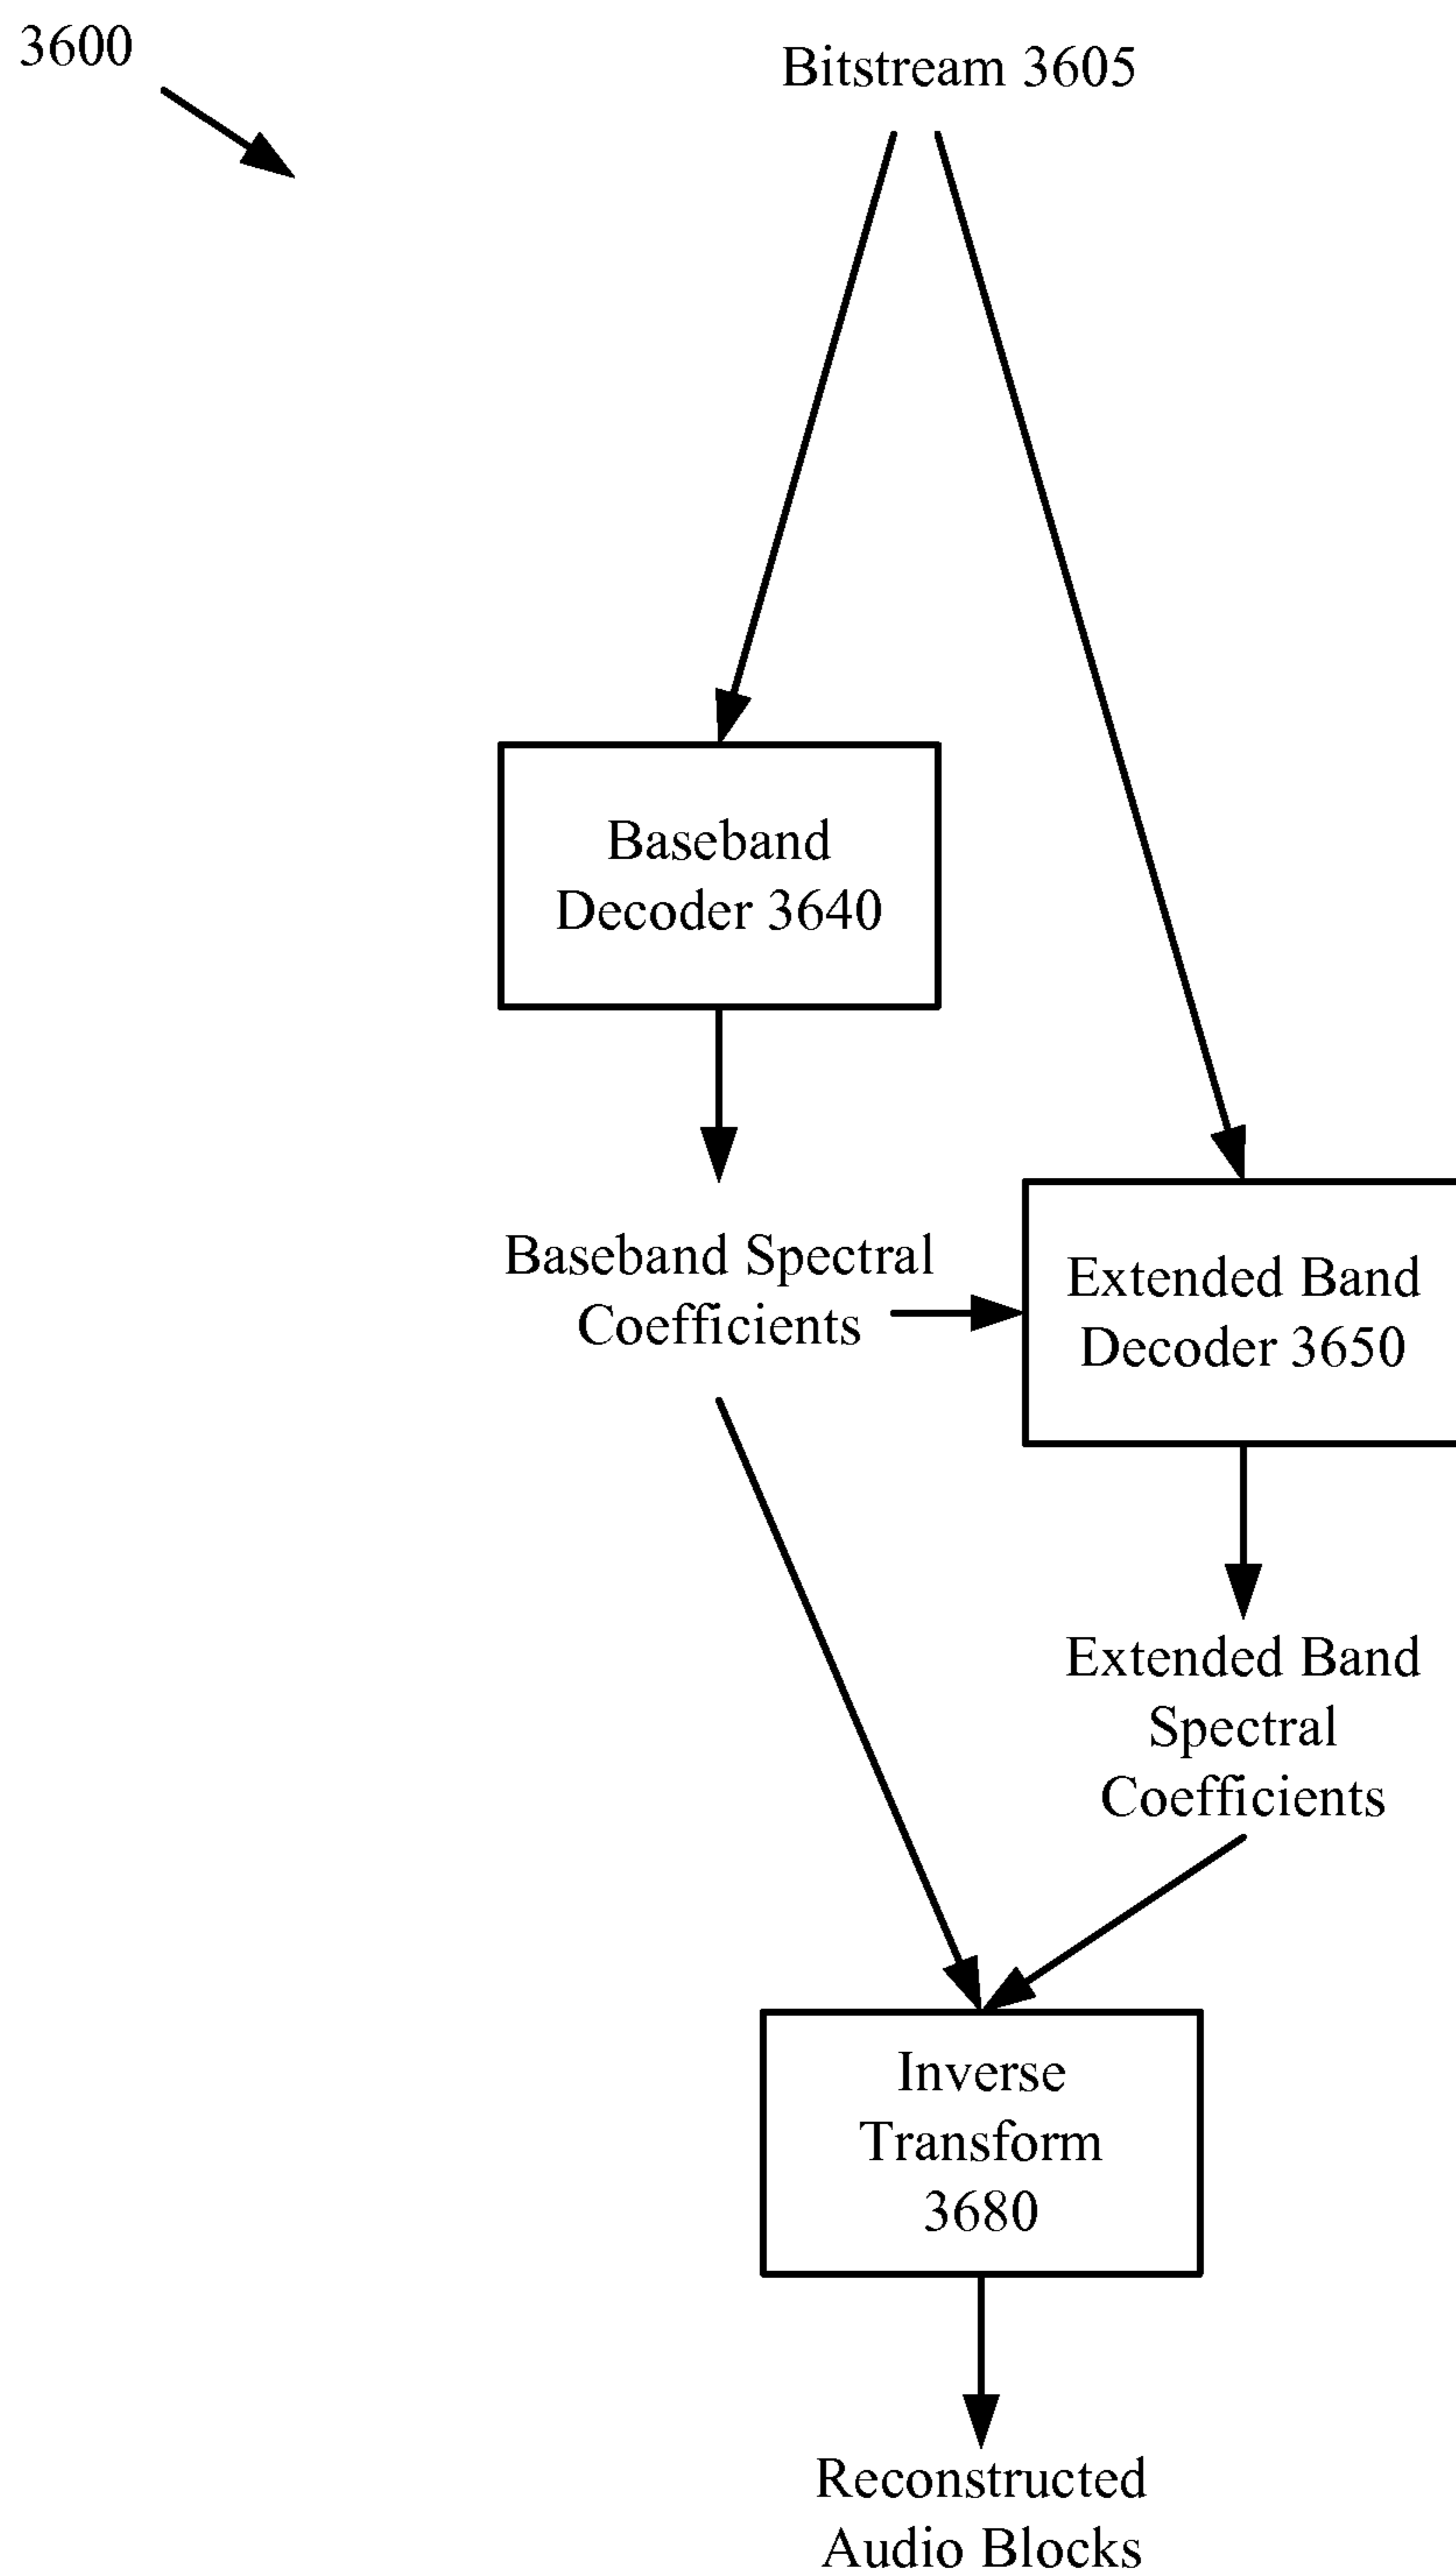 3600
Bitstream 3605
Baseband
Decoder 3640
Baseband Spectral
Coefficients
Extended Band
Decoder 3650
Extended Band
Spectral
Coefficients
Inverse
Transform
3680
Reconstructed
Audio Blocks